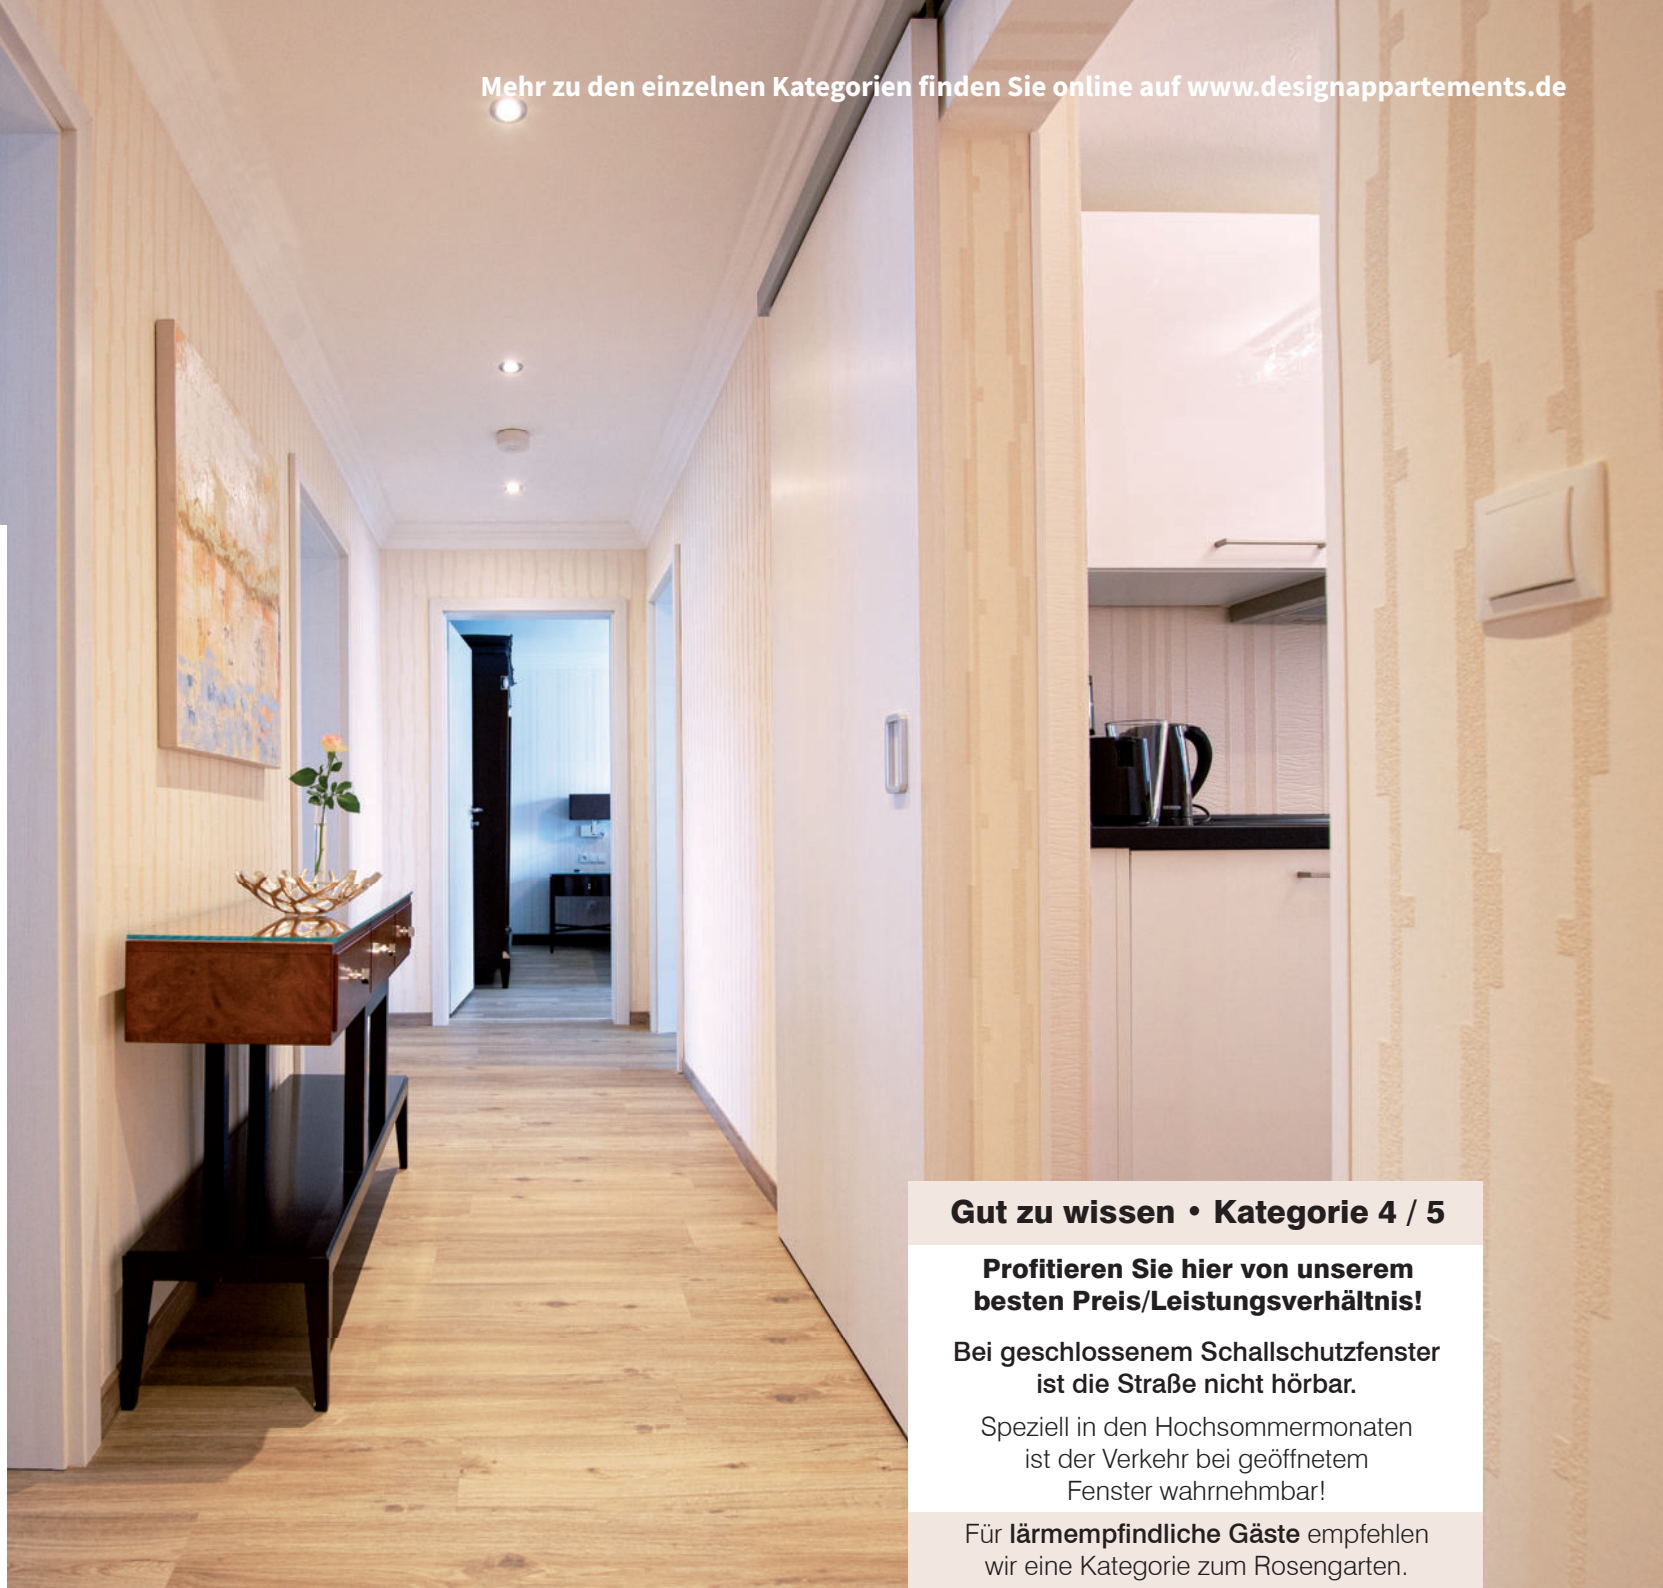 Mehr zu den einzelnen Kategorien finden Sie online auf www.designappartements.de
Gut zu wissen • Kategorie 4 / 5
Profitieren Sie hier von unserem
besten Preis/Leistungsverhältnis!
Bei geschlossenem Schallschutzfenster
ist die Straße nicht hörbar.
Speziell in den Hochsommermonaten
ist der Verkehr bei geöffnetem
Fenster wahrnehmbar!
Für lärmempfindliche Gäste empfehlen
wir eine Kategorie zum Rosengarten.